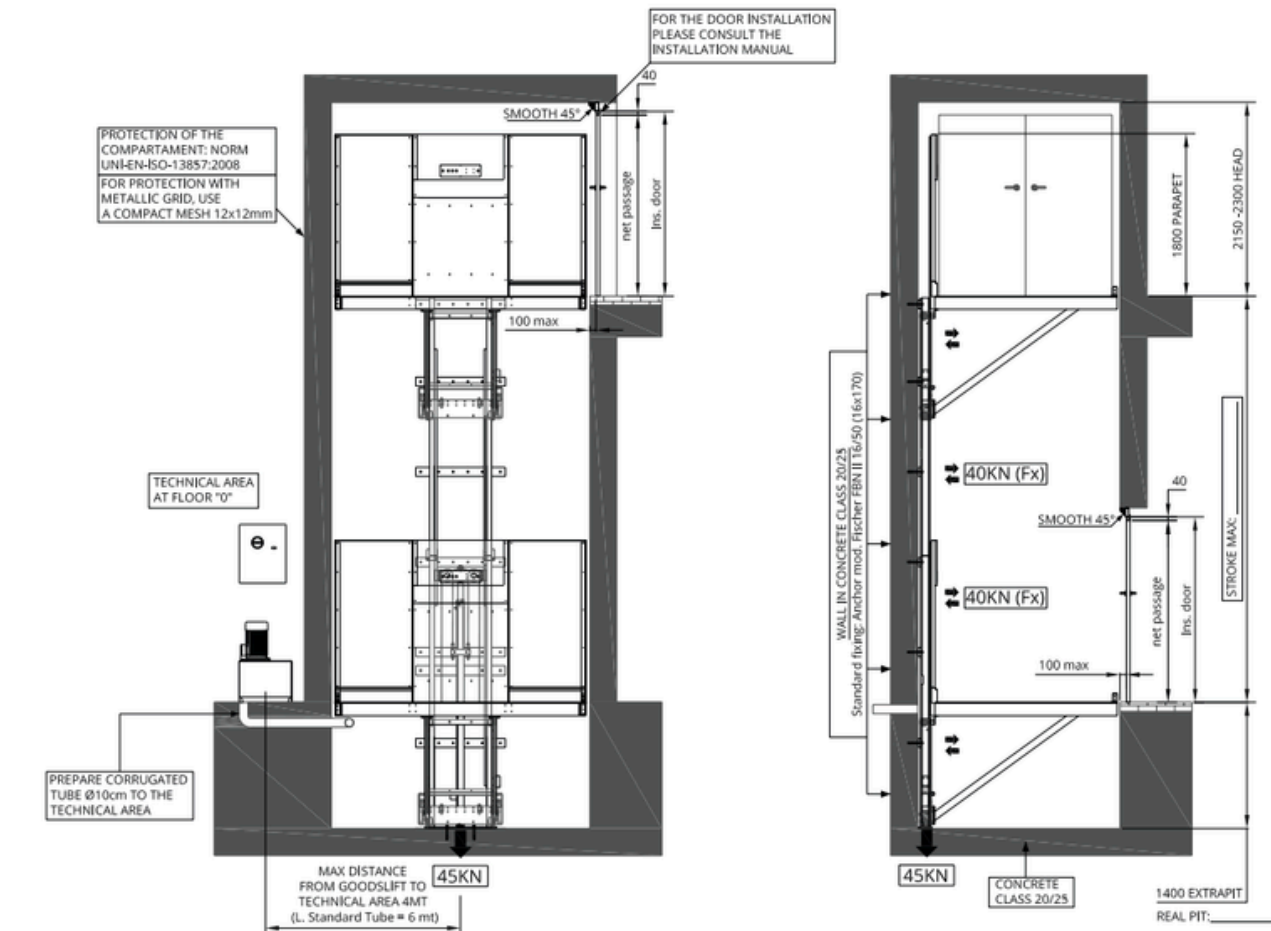 FOR THE DOOR INSTALLATION
PLEASE CONSULT THE
INSTALLATION MANUAL
40
SMOOTH 45°
PROTECTION OF THE
COMPARTAMENT: NORM
UNI-EN-ISO-13857:2008
FOR PROTECTION WITH
METALLIC GRID, USE
A COMPACT MESH 12x12mm
net passage
Ins. door
100 max
TECHNICAL AREA
AT FLOOR "0"
PREPARE CORRUGATED
TUBE Ø10cm TO THE
TECHNICAL AREA
MAX DISTANCE
FROM GOODSLIFT TO
TECHNICAL AREA 4MT
(L. Standard Tube = 6 mt)
45KN
1800 PARAPET
2150 -2300 HEAD
WALL IN CONCRETE CLASS 20/25
Standard fixing: Anchor mod. Fischer FBN II 16/50 (16x170)
40KN (Fx)
40KN (Fx)
40
SMOOTH 45°
net passage
Ins. door
STROKE MAX:
100 max
45KN
CONCRETE
CLASS 20/25
1400 EXTRAPIT
REAL PIT: